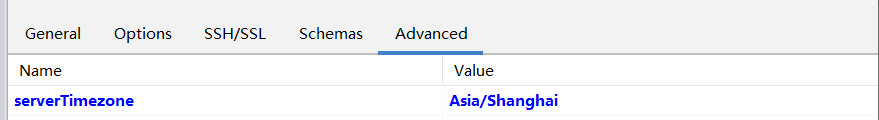 General Options SSH/SSL Schemas Advanced
Name Value
serverTimezone Asia/Shanghai